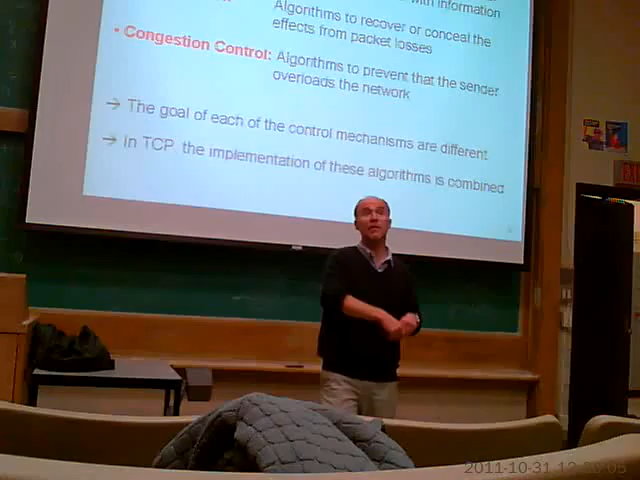 with information
Algorithms to recover or conceal the
effects from packet losses
• Congestion Control: Algorithms to prevent that the sender
overloads the network
→ The goal of each of the control mechanisms are different
→ In TCP, the implementation of these algorithms is combined
2011-10-31